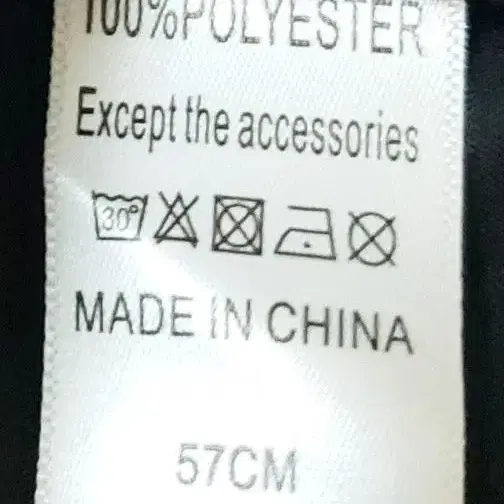 100%POLYESTER
Except the accessories
30°
MADE IN CHINA
57CM